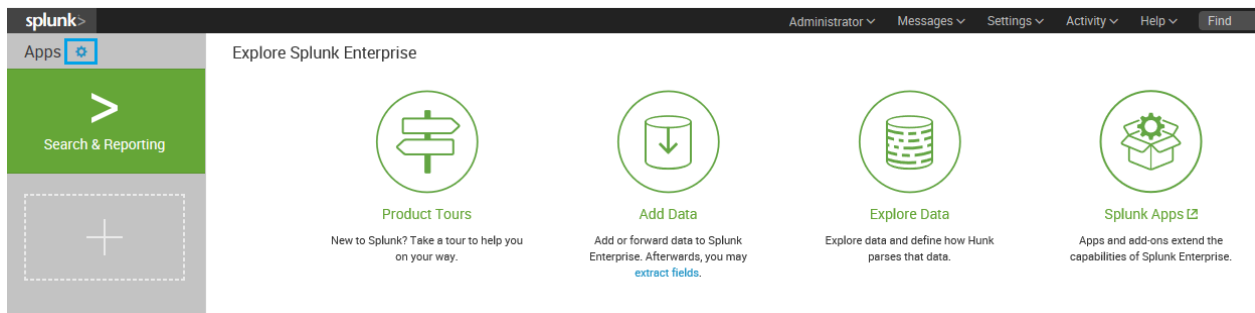 splunk>
Administrator Messages Settings Activity Help Find
Apps
Explore Splunk Enterprise
>
Search & Reporting
Product Tours
New to Splunk? Take a tour to help you
on your way.
Add Data
Add or forward data to Splunk
Enterprise. Afterwards, you may
extract fields.
Explore Data
Explore data and define how Hunk
parses that data.
Splunk Apps
Apps and add-ons extend the
capabilities of Splunk Enterprise.